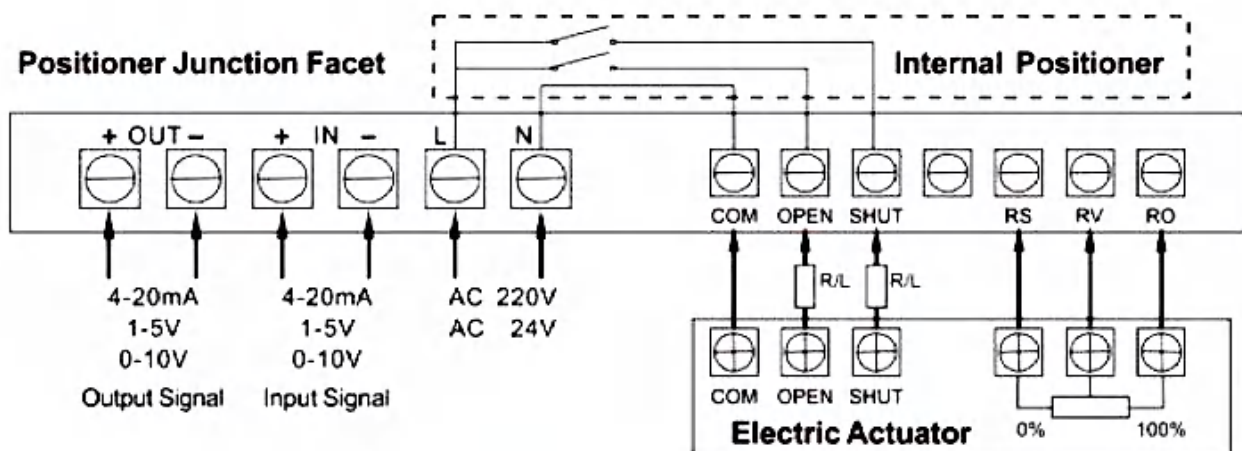 Positioner Junction Facet
Internal Positioner
+ OUT − + IN − L N
COM OPEN SHUT RS RV RO
4-20mA 4-20mA AC 220V
1-5V 1-5V AC 24V
0-10V 0-10V
Output Signal Input Signal
R/L R/L
COM OPEN SHUT
0% 100%
Electric Actuator